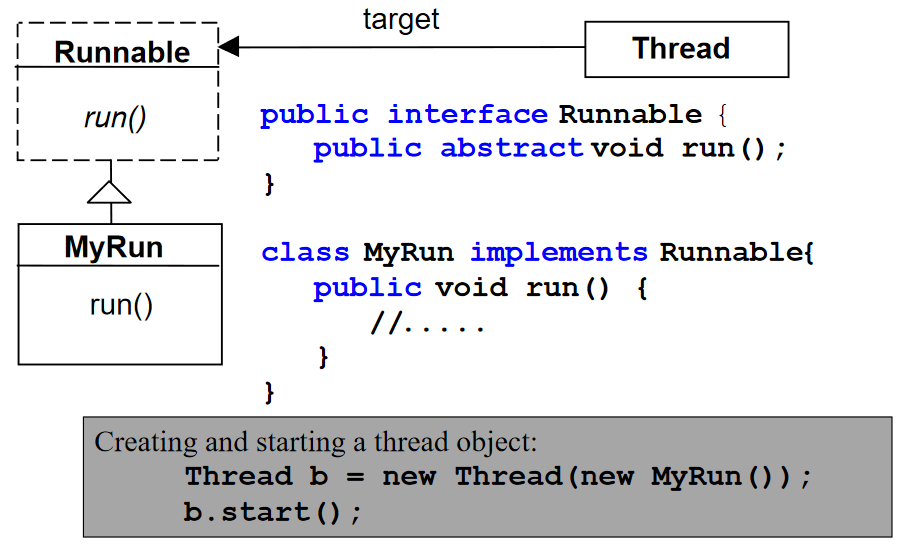 target
Runnable
Thread
run()
public interface Runnable {
public abstract void run();
}
MyRun
run()
class MyRun implements Runnable{
public void run() {
//.....
}
}
Creating and starting a thread object:
Thread b = new Thread(new MyRun());
b.start();